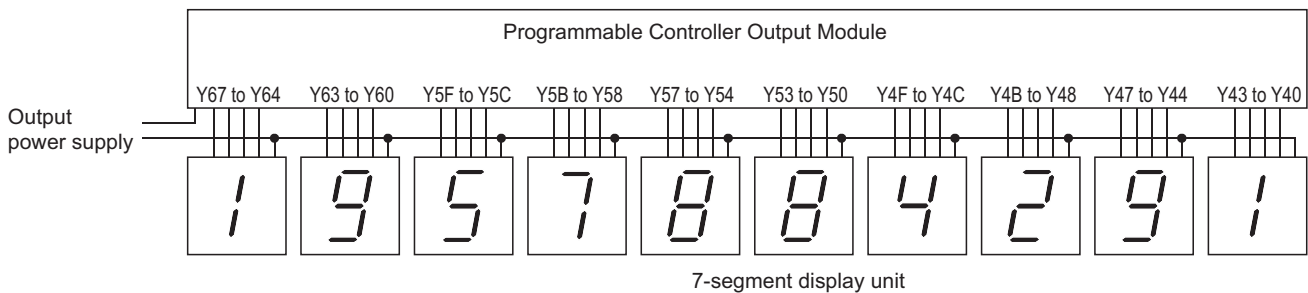 Programmable Controller Output Module
Y67 to Y64 Y63 to Y60 Y5F to Y5C Y5B to Y58 Y57 to Y54 Y53 to Y50 Y4F to Y4C Y4B to Y48 Y47 to Y44 Y43 to Y40
Output
power supply
1 9 5 7 8 8 4 2 9 1
7-segment display unit